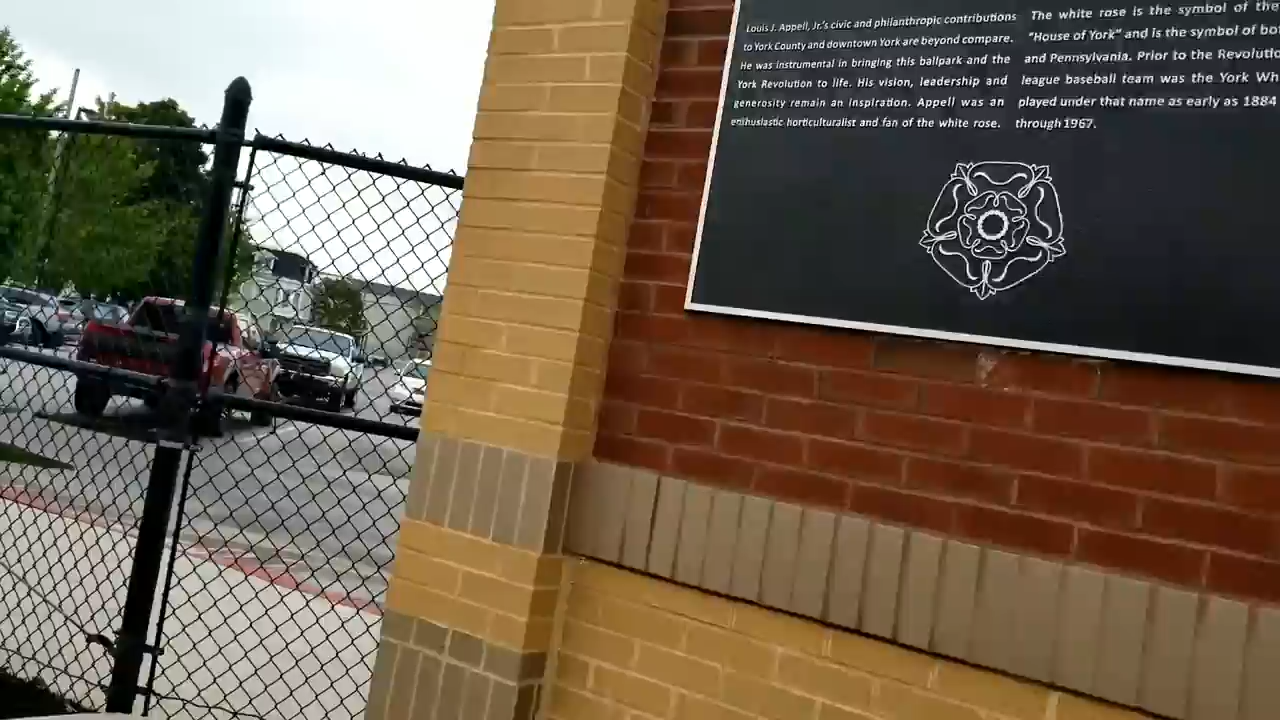 Louis J. Appell, Jr.'s civic and philanthropic contributions
to York County and downtown York are beyond compare.
He was instrumental in bringing this ballpark and the
York Revolution to life. His vision, leadership and
generosity remain an inspiration. Appell was an
enthusiastic horticulturalist and fan of the white rose.
The white rose is the symbol of the
"House of York" and is the symbol of
and Pennsylvania. Prior to the
league baseball team was the York
played under that name as early as 1884
through 1967.